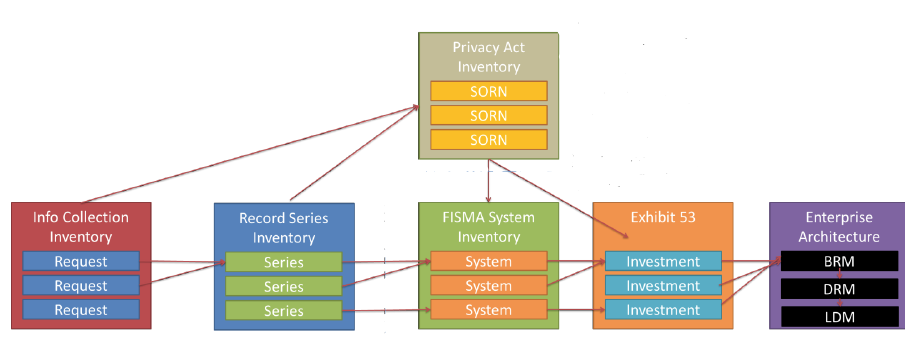 Privacy Act
Inventory
SORN
SORN
SORN
Info Collection
Inventory
Request
Request
Request
Record Series
Inventory
Series
Series
Series
FISMA System
Inventory
System
System
System
Exhibit 53
Investment
Investment
Investment
Enterprise
Architecture
BRM
DRM
LDM